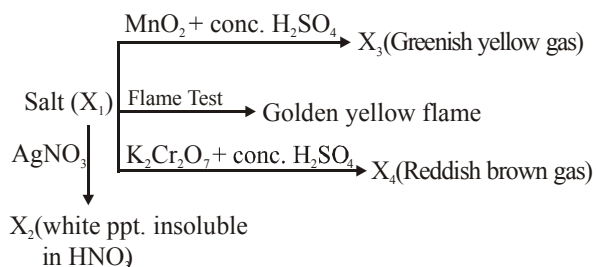 MnO₂ + conc. H₂SO₄
X₃(Greenish yellow gas)
Salt (X₁)
Flame Test
Golden yellow flame
AgNO₃
K₂Cr₂O₇ + conc. H₂SO₄
X₄(Reddish brown gas)
X₂(white ppt. insoluble
in HNO₃)